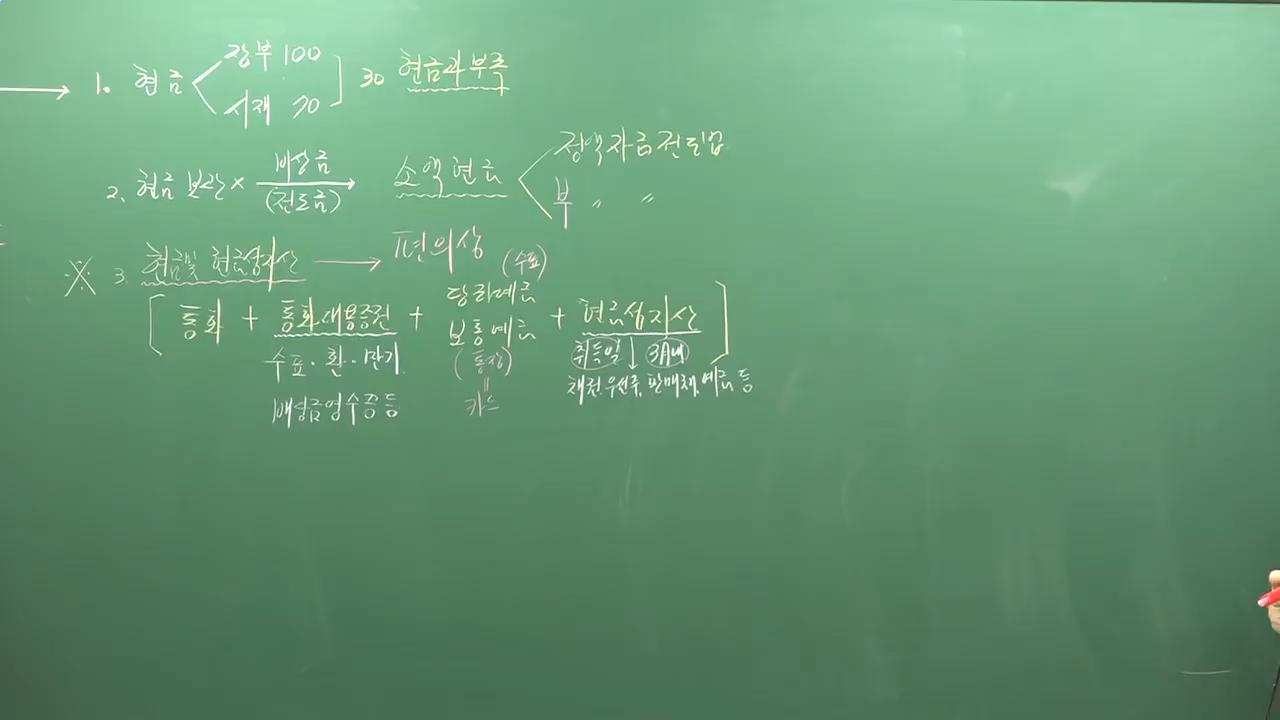 1. 현금 < 장부 100 / 시재 70 ] 30 현금과부족
2. 현금 보관 × 비상금 (전도금) → 소액현금 < 정액자금전도법 / 부 〃 〃
※ 3. 현금및 현금성자산 → 편의상
[ 통화 + 통화대용증권 + (수표) 당좌예금 보통예금 + 현금성자산 ]
수표·환··만기 (통장) 취득일 ↓ 3月내
배당금영수증 등 = 카드 채권, 우선주, 환매채, 예금 등